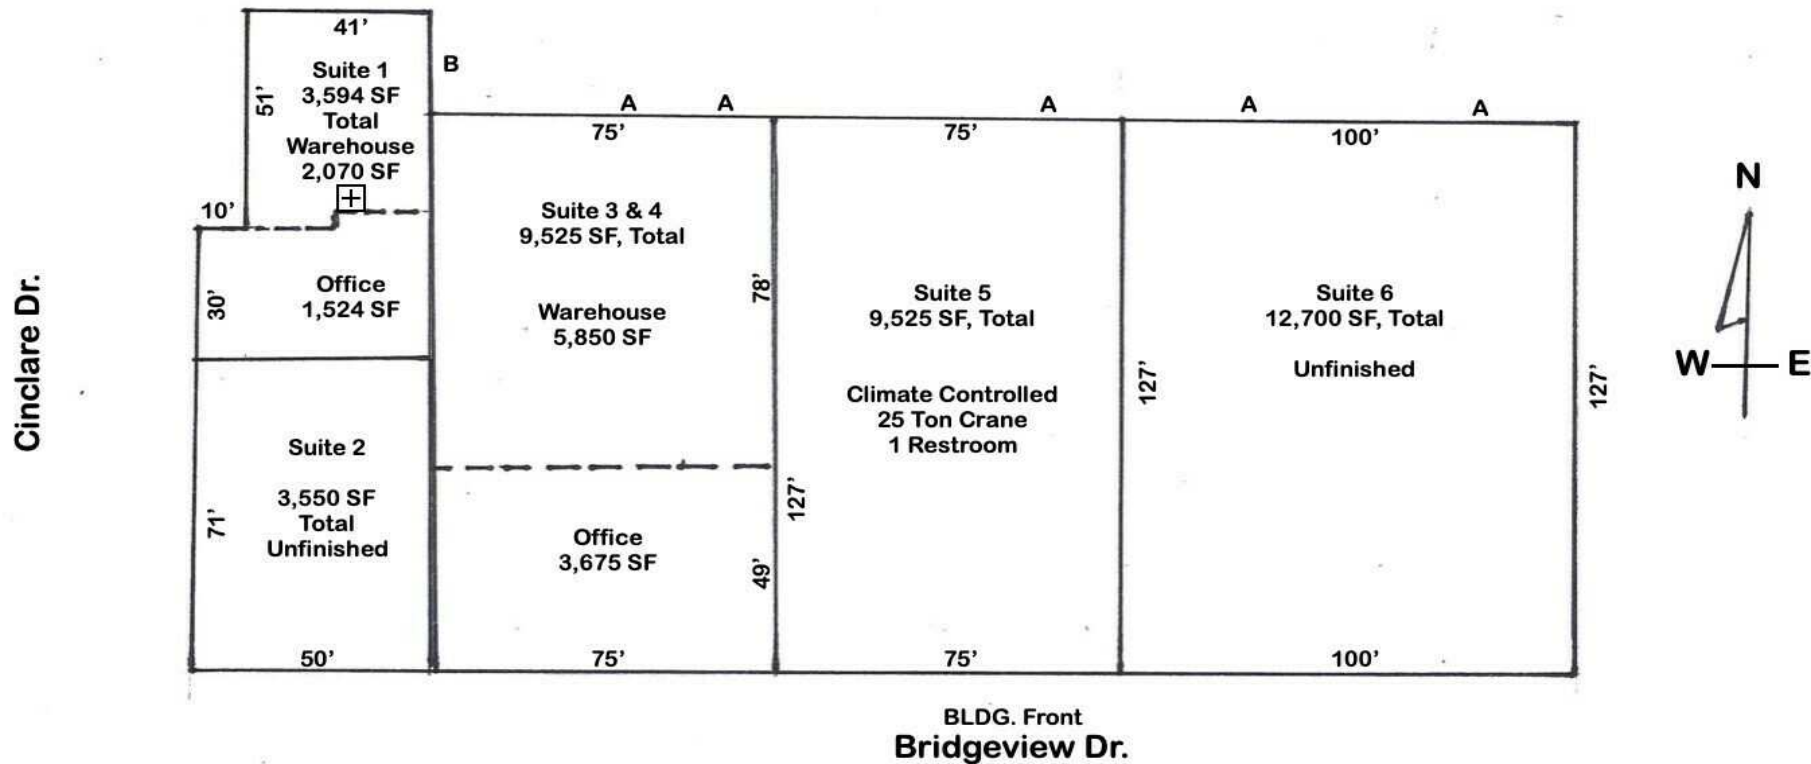 41'
B
Suite 1
3,594 SF
Total
Warehouse
2,070 SF
51'
10'
Office
1,524 SF
30'
Suite 2
3,550 SF
Total
Unfinished
71'
50'
A A A A A
75'
Suite 3 & 4
9,525 SF, Total
Warehouse
5,850 SF
78'
Office
3,675 SF
49'
127'
75'
75'
Suite 5
9,525 SF, Total
Climate Controlled
25 Ton Crane
1 Restroom
127'
75'
100'
Suite 6
12,700 SF, Total
Unfinished
127'
100'
N
W E
Cinclare Dr.
BLDG. Front
Bridgeview Dr.